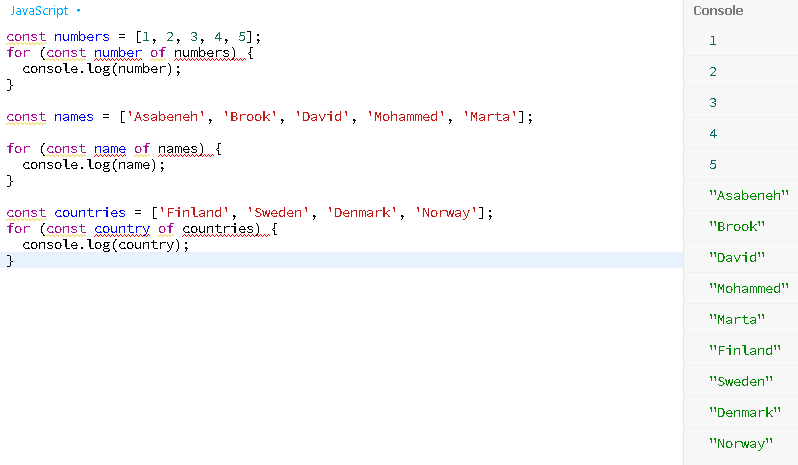 JavaScript
const numbers = [1, 2, 3, 4, 5];
for (const number of numbers) {
  console.log(number);
}
const names = ['Asabeneh', 'Brook', 'David', 'Mohammed', 'Marta'];
for (const name of names) {
  console.log(name);
}
const countries = ['Finland', 'Sweden', 'Denmark', 'Norway'];
for (const country of countries) {
  console.log(country);
}
Console
1
2
3
4
5
"Asabeneh"
"Brook"
"David"
"Mohammed"
"Marta"
"Finland"
"Sweden"
"Denmark"
"Norway"